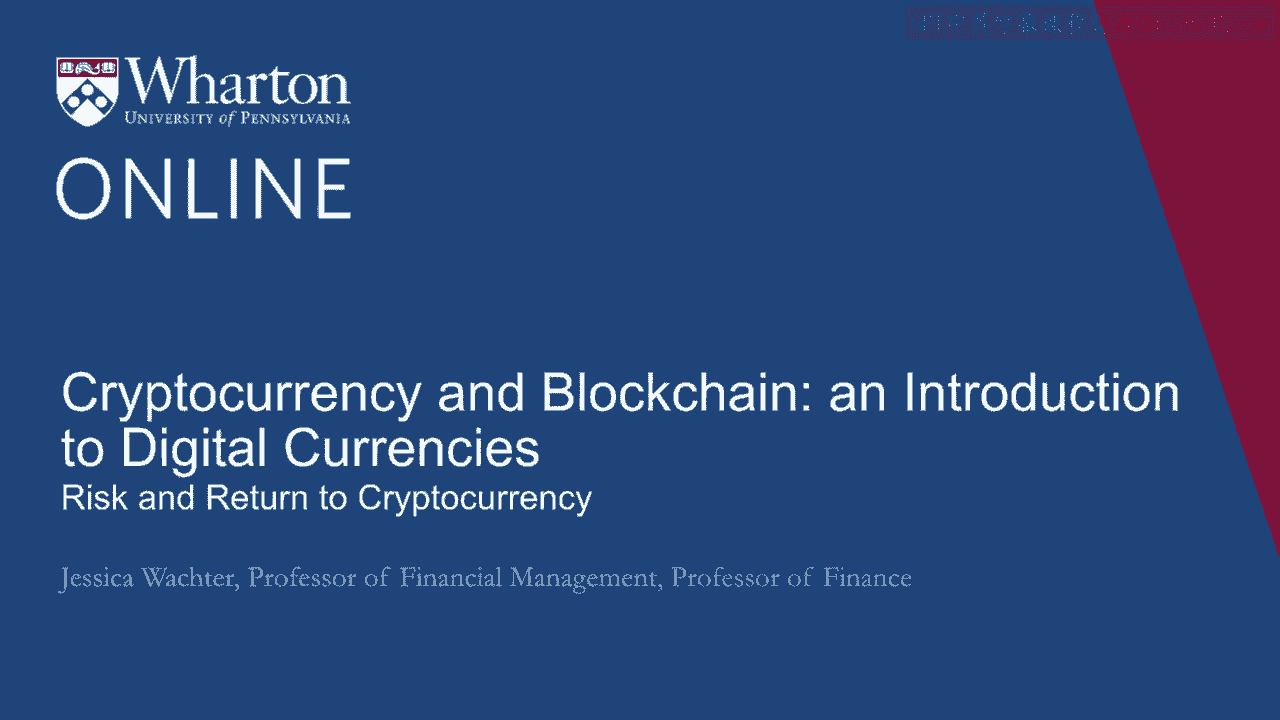 Wharton
UNIVERSITY of PENNSYLVANIA
ONLINE
Cryptocurrency and Blockchain: an Introduction
to Digital Currencies
Risk and Return to Cryptocurrency
Jessica Wachter, Professor of Financial Management, Professor of Finance